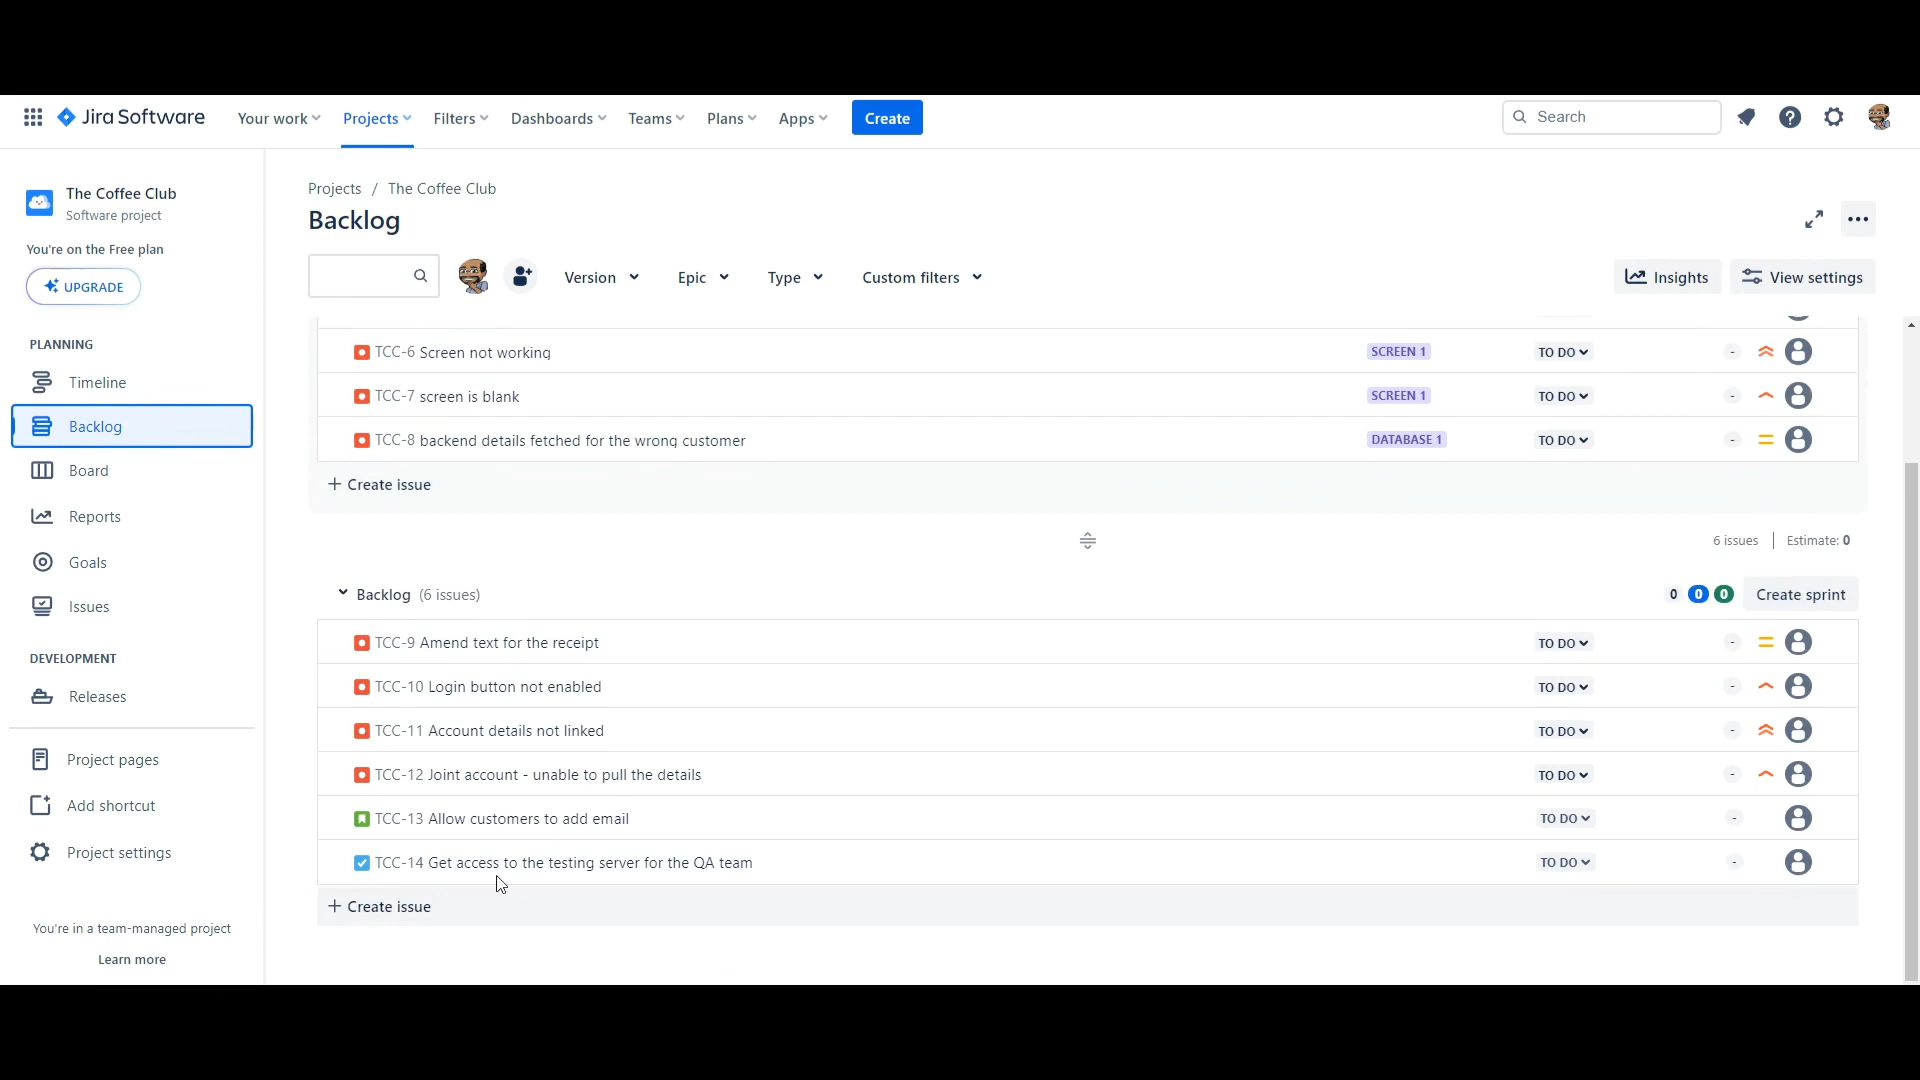 Jira Software Your work Projects Filters Dashboards Teams Plans Apps Create Search
The Coffee Club
Software project
You're on the Free plan
UPGRADE
PLANNING
Timeline
Backlog
Board
Reports
Goals
Issues
DEVELOPMENT
Releases
Project pages
Add shortcut
Project settings
You're in a team-managed project
Learn more
Projects / The Coffee Club
Backlog
Version Epic Type Custom filters Insights View settings
TCC-6 Screen not working SCREEN 1 TO DO -
TCC-7 screen is blank SCREEN 1 TO DO -
TCC-8 backend details fetched for the wrong customer DATABASE 1 TO DO -
+ Create issue
6 issues Estimate: 0
Backlog (6 issues) 0 0 0 Create sprint
TCC-9 Amend text for the receipt TO DO -
TCC-10 Login button not enabled TO DO -
TCC-11 Account details not linked TO DO -
TCC-12 Joint account - unable to pull the details TO DO -
TCC-13 Allow customers to add email TO DO -
TCC-14 Get access to the testing server for the QA team TO DO -
+ Create issue